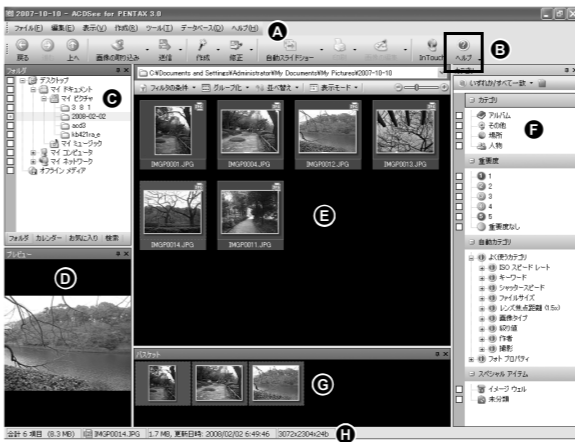 2007-10-10 - ACDSee for PENTAX 3.0
ファイル(F) 編集(E) 表示(V) 作成(R) ツール(T) データベース(D) ヘルプ(H)
A
B
戻る
上へ
画像の取り込み
送信
作成
修正
自動スライドショー
InTouch
ヘルプ
フォルダ
デスクトップ
マイ ドキュメント
マイ ピクチャ
3 8 1
2008-02-02
acd3
kb421ra_e
マイ ミュージック
マイ コンピュータ
マイ ネットワーク
オフライン メディア
C
フォルダ カレンダー お気に入り 検索
プレビュー
D
C:¥Documents and Settings¥Administrator¥My Documents¥My Pictures¥2007-10-10
フィルタの条件 グループ化 並べ替え 表示モード
IMGP0001.JPG
IMGP0004.JPG
IMGP0012.JPG
IMGP0013.JPG
IMGP0014.JPG
IMGP0011.JPG
E
バスケット
G
いずれか/すべて一致
カテゴリ
アルバム
その他
場所
人物
F
重要度
1
2
3
4
5
重要度なし
自動カテゴリ
よく使うカテゴリ
ISO スピード レート
キーワード
シャッタースピード
ファイルサイズ
レンズ焦点距離 (1.5x)
画像タイプ
絞り値
作者
撮影
フォト プロパティ
スペシャル アイテム
イメージ ウェル
未分類
合計 6 項目 (8.3 MB) IMGP0014.JPG 1.7 MB, 更新日時: 2008/02/02 6:49:46 3072x2304x24b
H